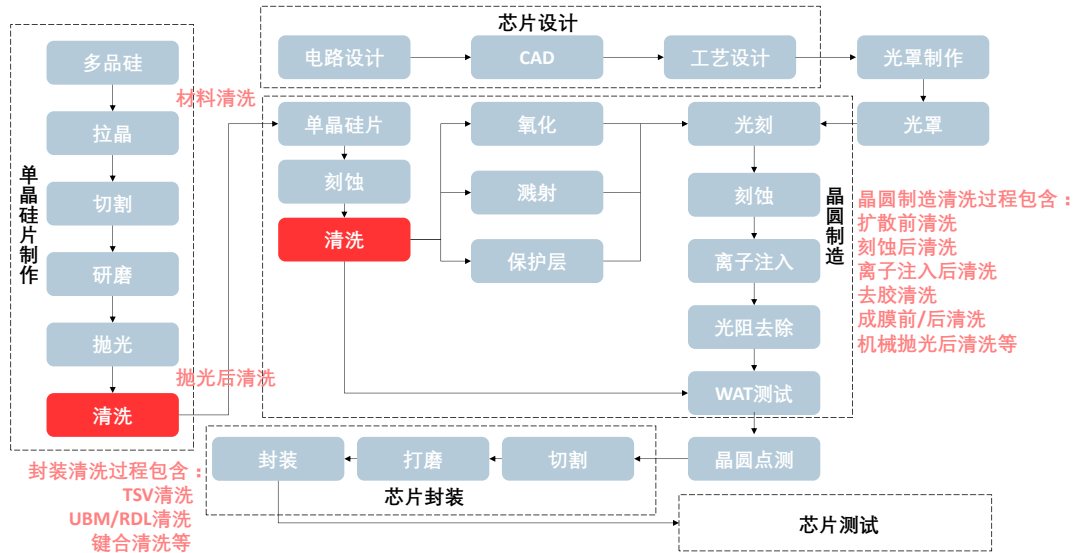 芯片设计
电路设计
CAD
工艺设计
光罩制作
光罩
单晶硅片制作
多品硅
拉晶
切割
研磨
抛光
清洗
材料清洗
抛光后清洗
晶圆制造
单晶硅片
刻蚀
清洗
氧化
溅射
保护层
光刻
刻蚀
离子注入
光阻去除
WAT测试
晶圆制造清洗过程包含：
扩散前清洗
刻蚀后清洗
离子注入后清洗
去胶清洗
成膜前/后清洗
机械抛光后清洗等
封装
打磨
切割
晶圆点测
芯片封装
封装清洗过程包含：
TSV清洗
UBM/RDL清洗
键合清洗等
芯片测试